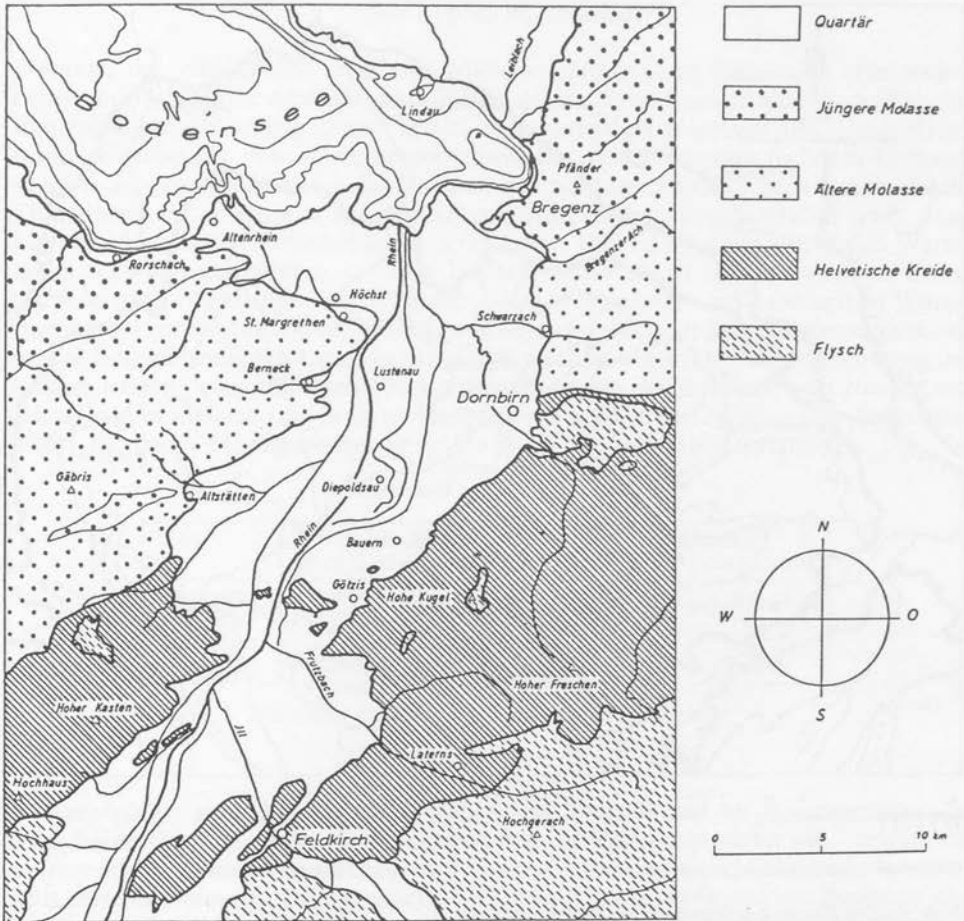 Quartär
Jüngere Molasse
Ältere Molasse
Helvetische Kreide
Flysch
Bodensee
Lindau
Leiblach
Pfänder
Bregenz
Bregenzerach
Altenrhein
Rorschach
Rhein
Höchst
St. Margrethen
Schwarzach
Berneck
Lustenau
Dornbirn
Gäbris
Altstätten
Diepoldsau
Rhein
Bauern
Götzis
Hohe Kugel
Frutzbach
Hoher Freschen
Hoher Kasten
Jll
Laterns
Hochhaus
Feldkirch
Hochgerach
N
W
O
S
0 5 10 km